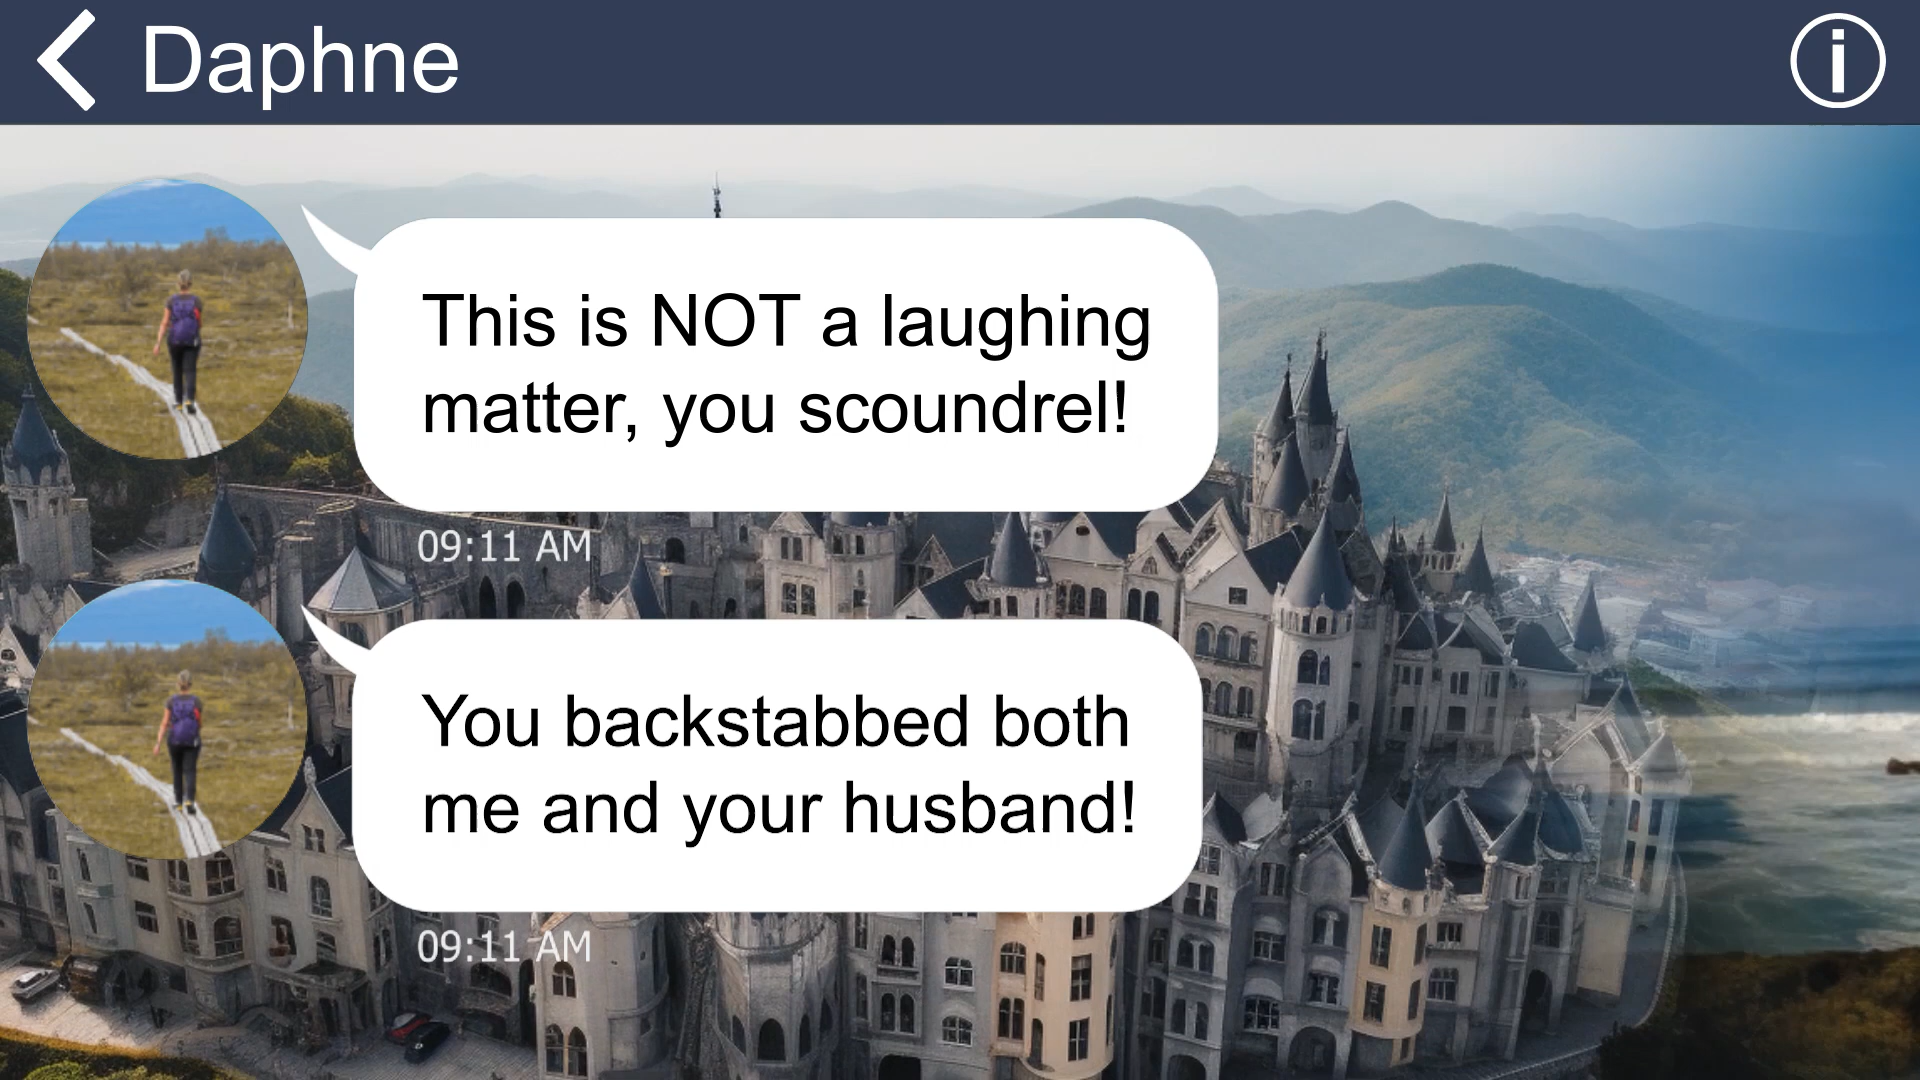 Daphne
This is NOT a laughing
matter, you scoundrel!
09:11 AM
You backstabbed both
me and your husband!
09:11 AM